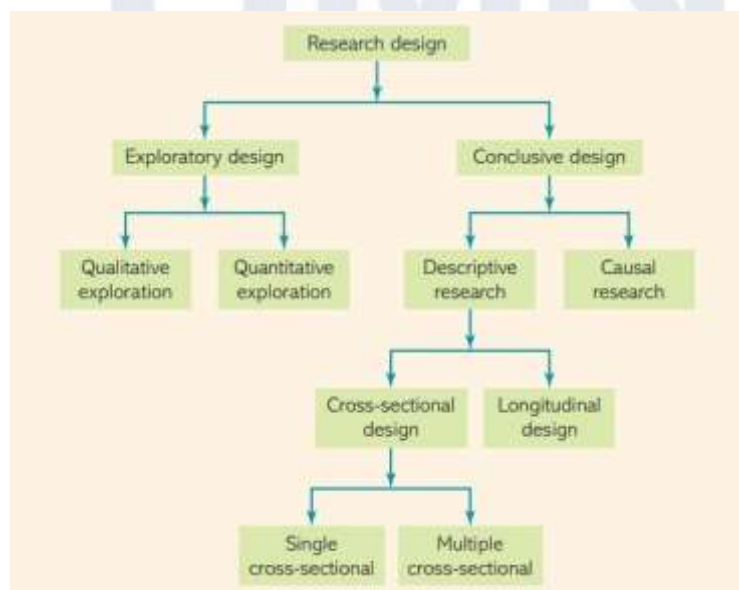 Research design
Exploratory design
Conclusive design
Qualitative
exploration
Quantitative
exploration
Descriptive
research
Causal
research
Cross-sectional
design
Longitudinal
design
Single
cross-sectional
Multiple
cross-sectional